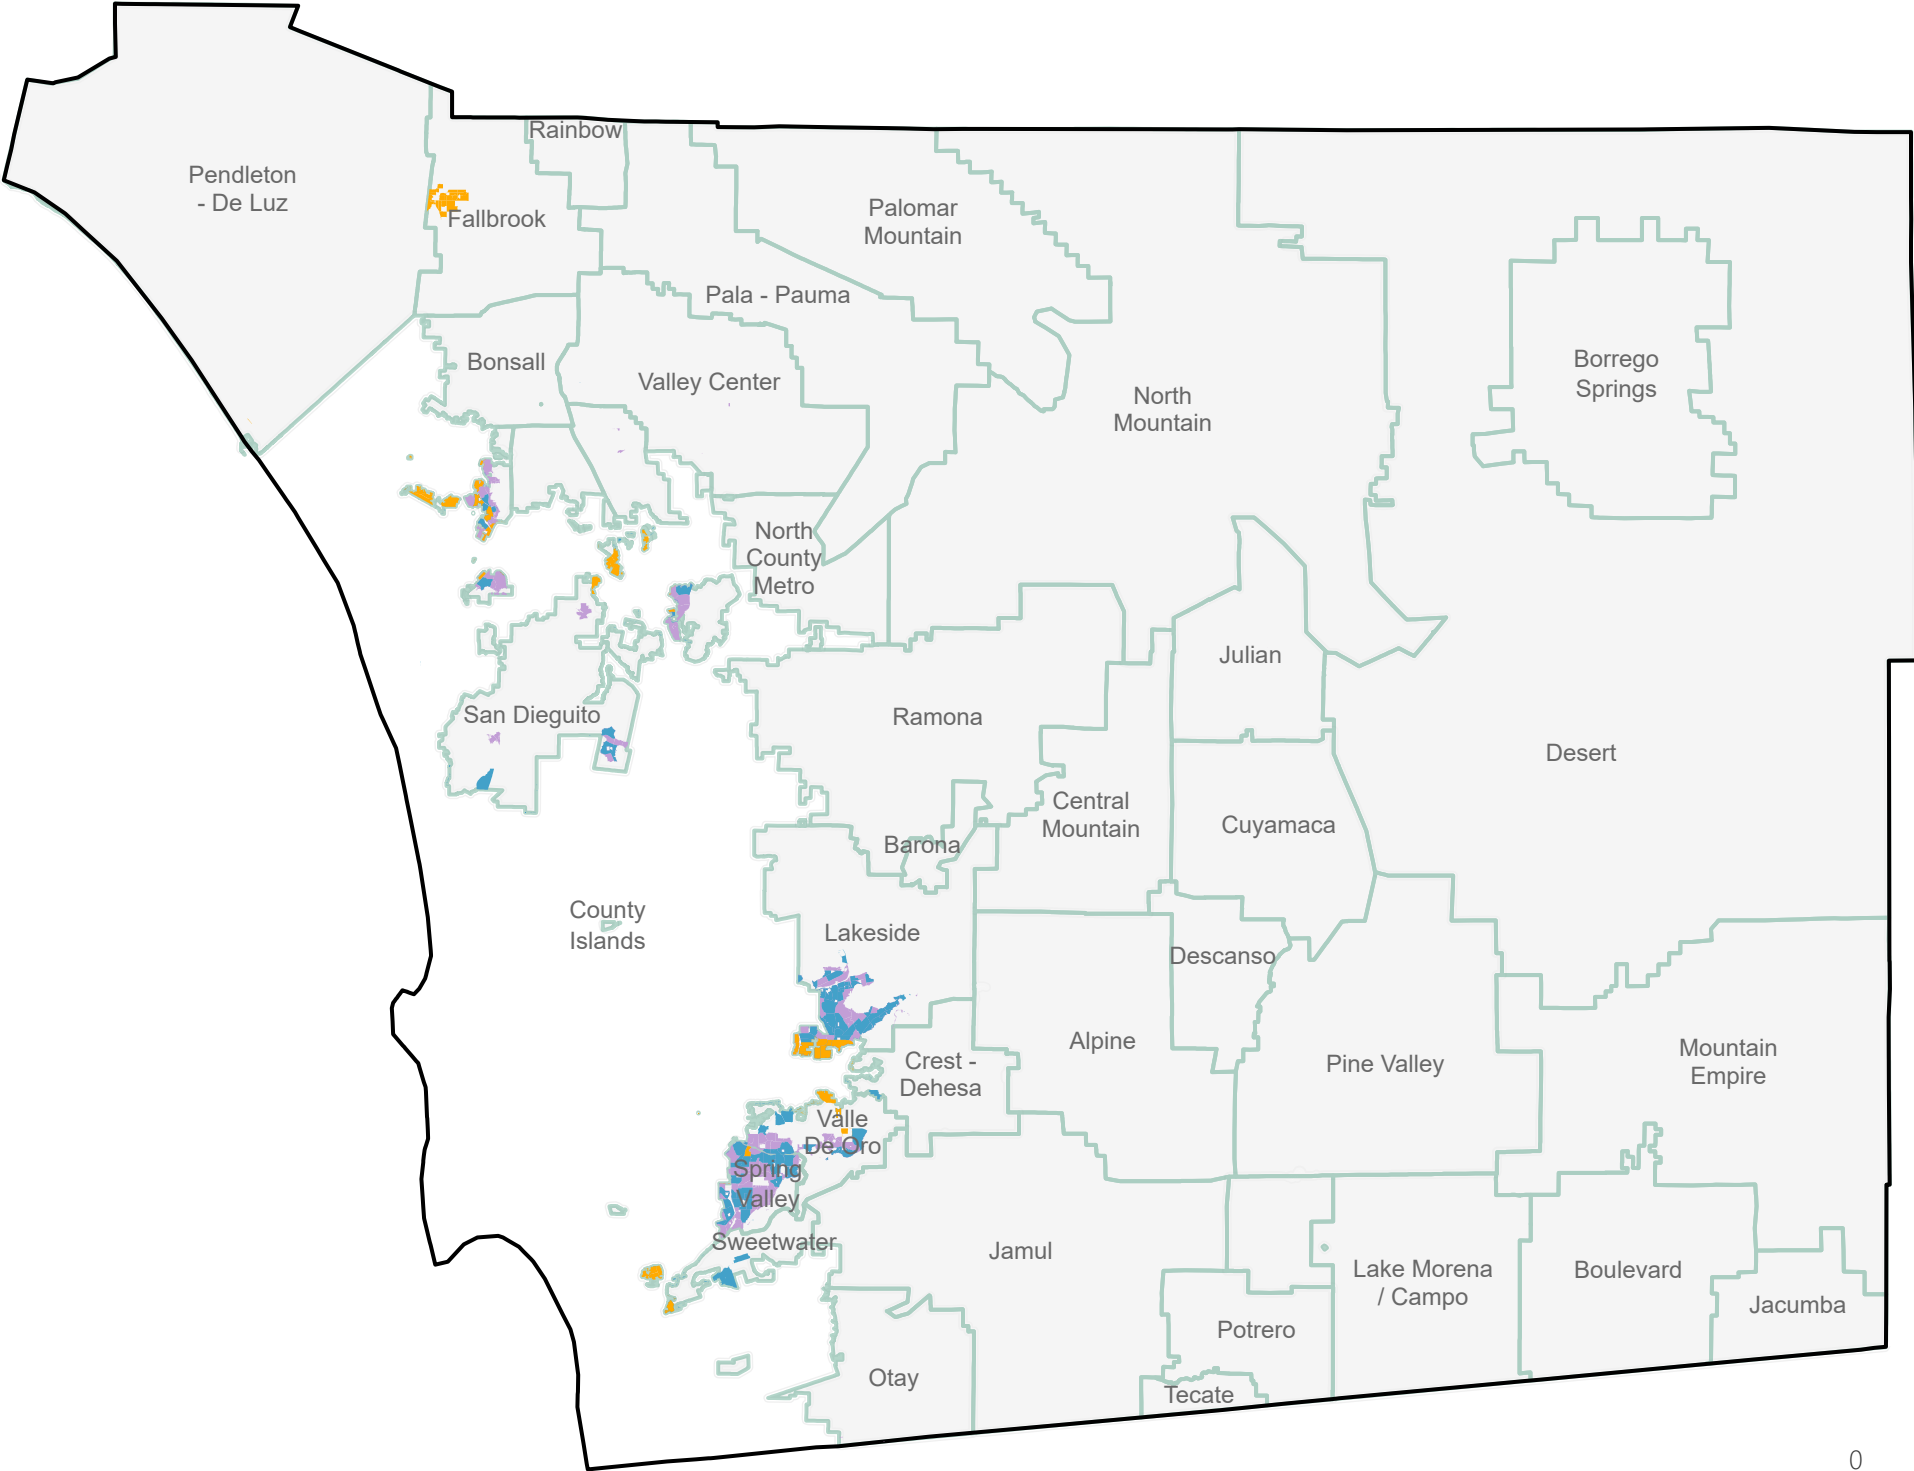 Rainbow
Pendleton
- De Luz
Fallbrook
Palomar
Mountain
Pala - Pauma
Bonsall
Valley Center
North
Mountain
Borrego
Springs
North
County
Metro
Julian
San Dieguito
Ramona
Desert
Central
Mountain
Cuyamaca
Barona
County
Islands
Lakeside
Descanso
Alpine
Crest -
Dehesa
Pine Valley
Mountain
Empire
Valle
De Oro
Spring
Valley
Sweetwater
Jamul
Lake Morena
/ Campo
Boulevard
Jacumba
Potrero
Otay
Tecate
0